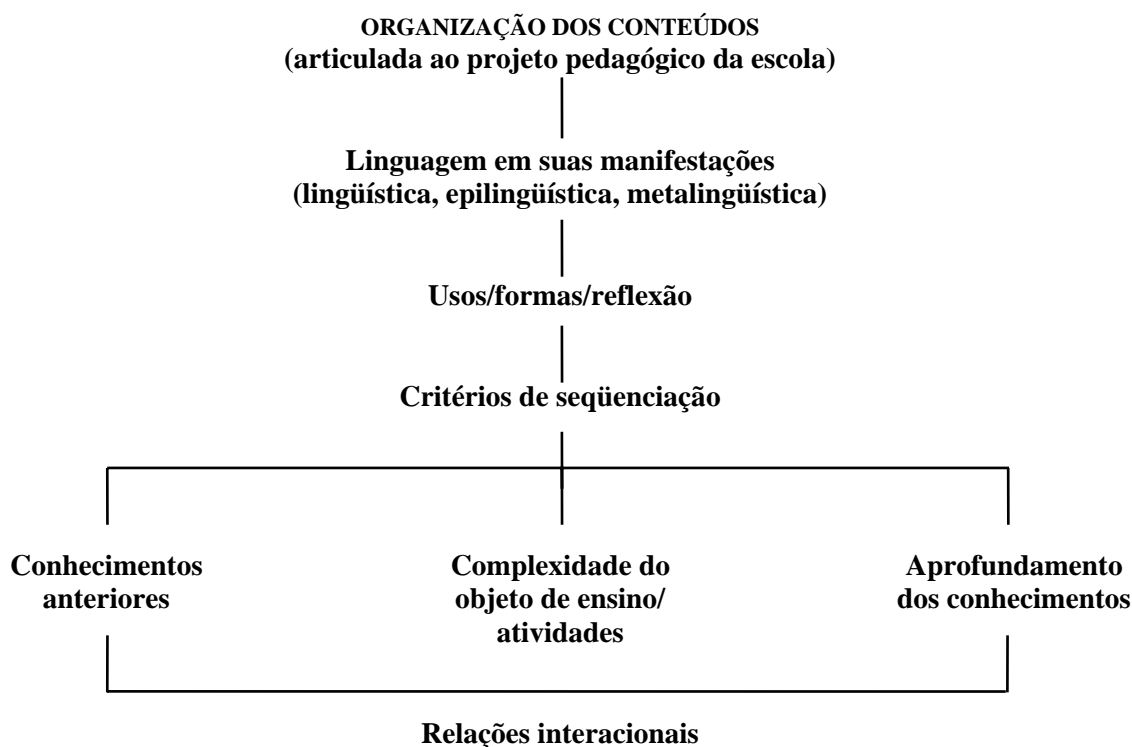 ORGANIZAÇÃO DOS CONTEÚDOS
(articulada ao projeto pedagógico da escola)
Linguagem em suas manifestações
(lingüística, epilingüística, metalingüística)
Usos/formas/reflexão
Critérios de seqüenciação
Conhecimentos
anteriores
Complexidade do
objeto de ensino/
atividades
Aprofundamento
dos conhecimentos
Relações interacionais